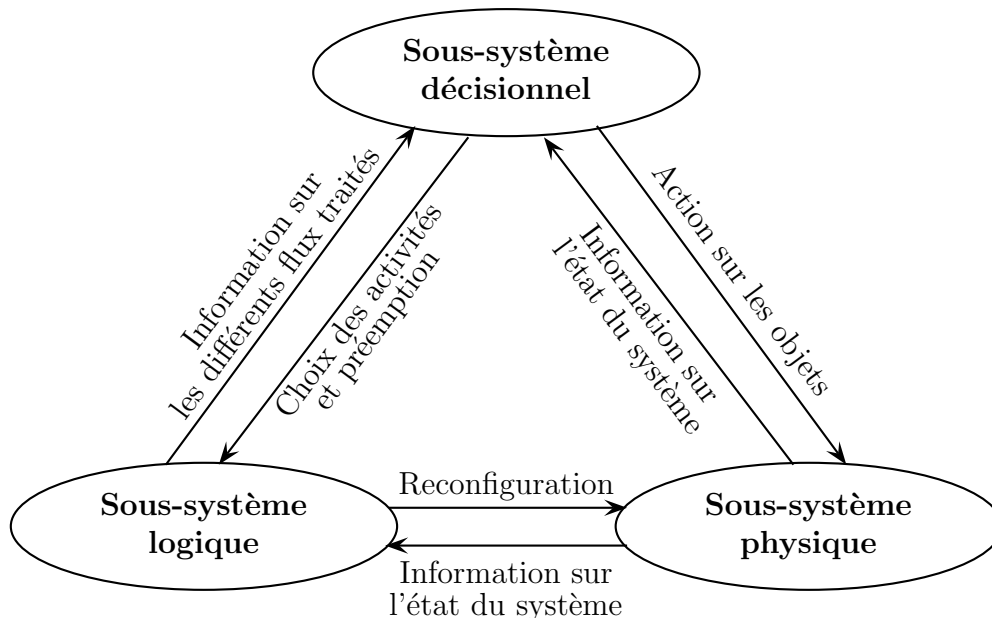 Sous-système
décisionnel
Information sur
les différents flux traités
Choix des activités
et préemption
Information sur
l'état du système
Action sur les objets
Sous-système
logique
Reconfiguration
Information sur
l'état du système
Sous-système
physique